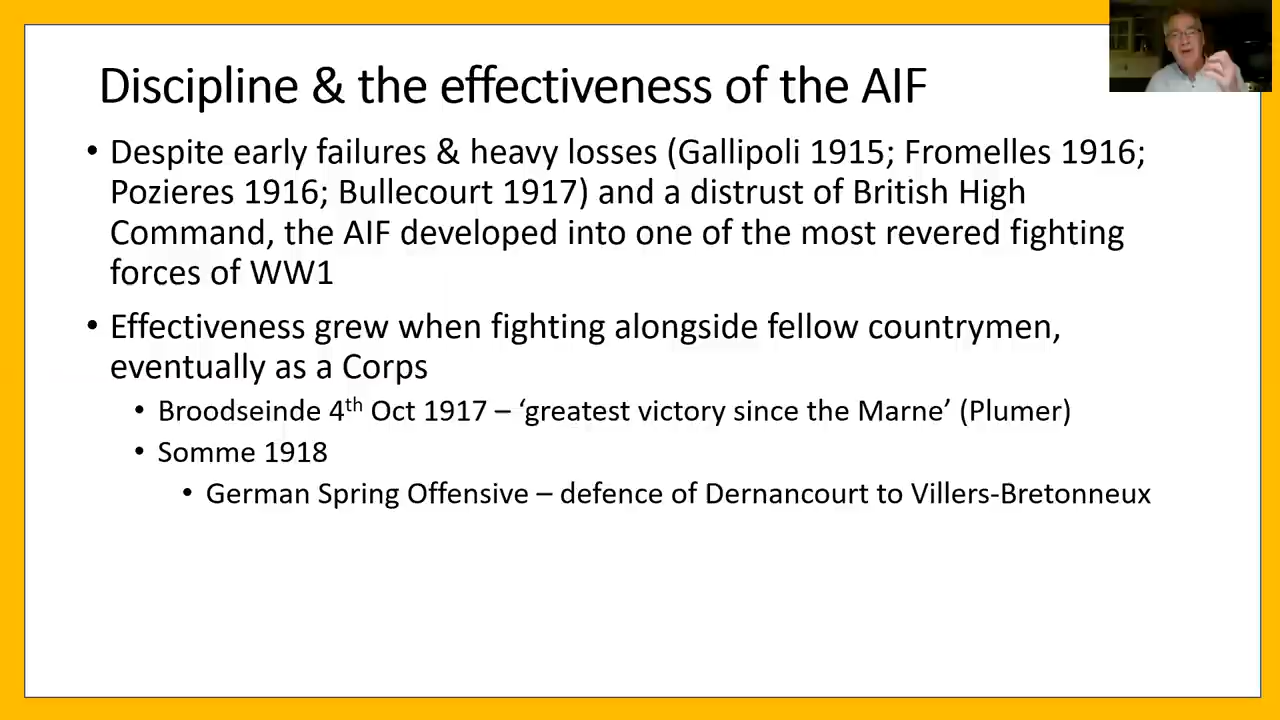 Discipline & the effectiveness of the AIF
• Despite early failures & heavy losses (Gallipoli 1915; Fromelles 1916;
Pozieres 1916; Bullecourt 1917) and a distrust of British High
Command, the AIF developed into one of the most revered fighting
forces of WW1
• Effectiveness grew when fighting alongside fellow countrymen,
eventually as a Corps
• Broodseinde 4th Oct 1917 – ‘greatest victory since the Marne’ (Plumer)
• Somme 1918
• German Spring Offensive – defence of Dernancourt to Villers-Bretonneux